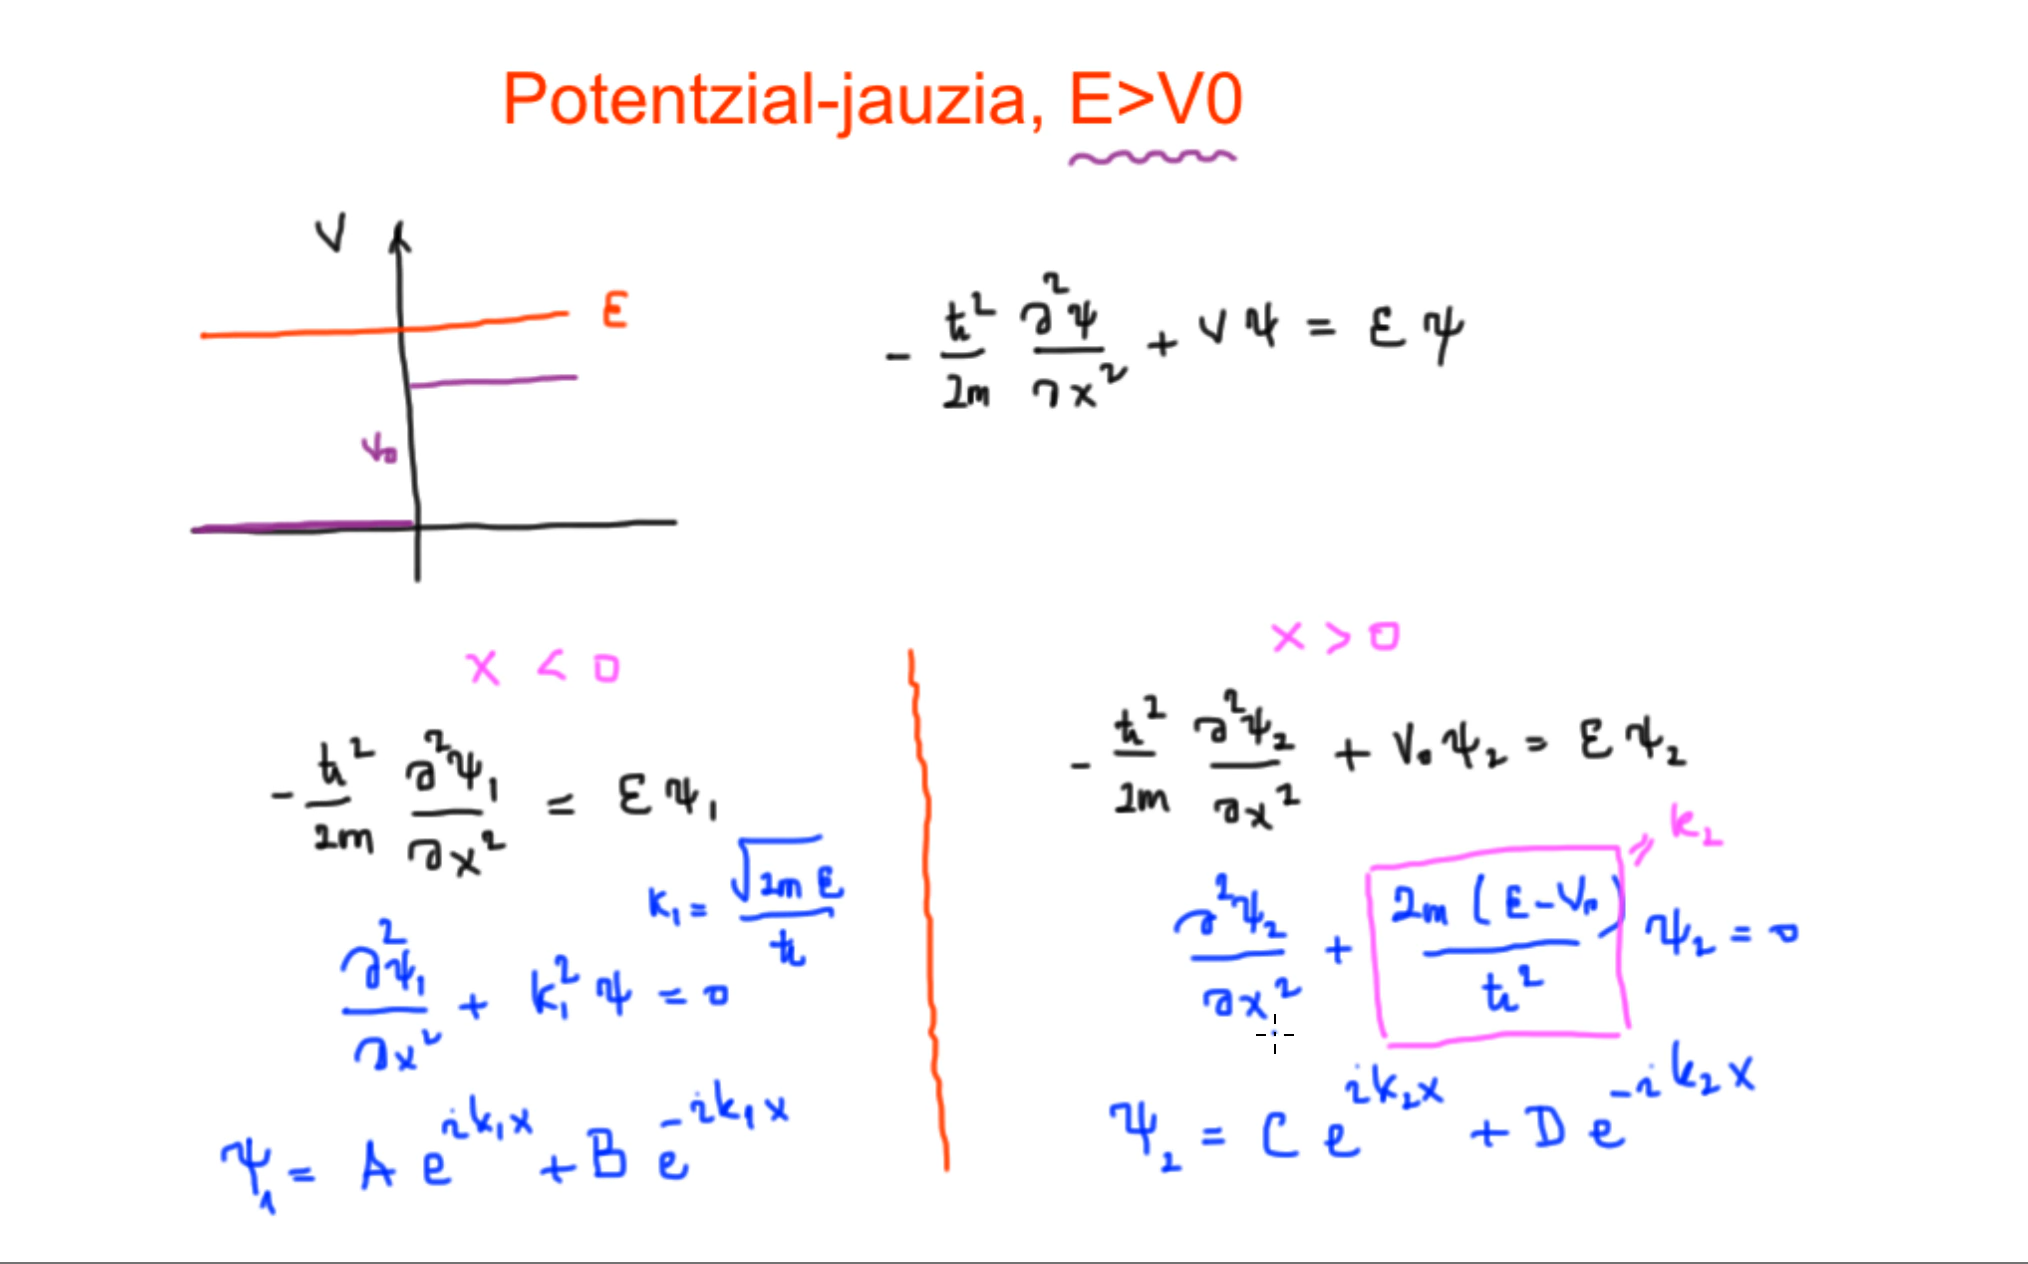 Potentzial-jauzia, E>V0
V
E
V₀
-ħ²/2m ∂²ψ/∂x² + Vψ = Eψ
x < 0
-ħ²/2m ∂²ψ₁/∂x² = Eψ₁
k₁ = √(2mE)/ħ
∂²ψ₁/∂x² + k₁²ψ = 0
ψ₁ = A e^{ik₁x} + B e^{-ik₁x}
x > 0
-ħ²/2m ∂²ψ₂/∂x² + V₀ψ₂ = Eψ₂
k₂
∂²ψ₂/∂x² + 2m(E-V₀)/ħ² ψ₂ = 0
ψ₂ = C e^{ik₂x} + D e^{-ik₂x}